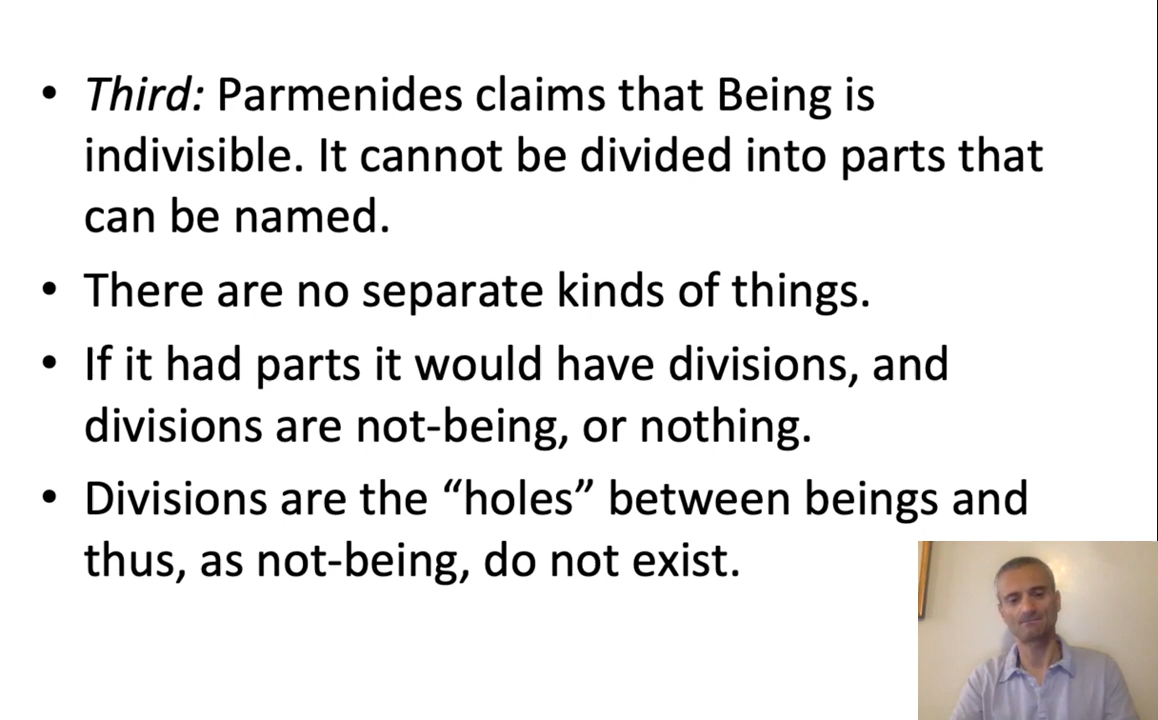 • Third: Parmenides claims that Being is
indivisible. It cannot be divided into parts that
can be named.
• There are no separate kinds of things.
• If it had parts it would have divisions, and
divisions are not-being, or nothing.
• Divisions are the “holes” between beings and
thus, as not-being, do not exist.